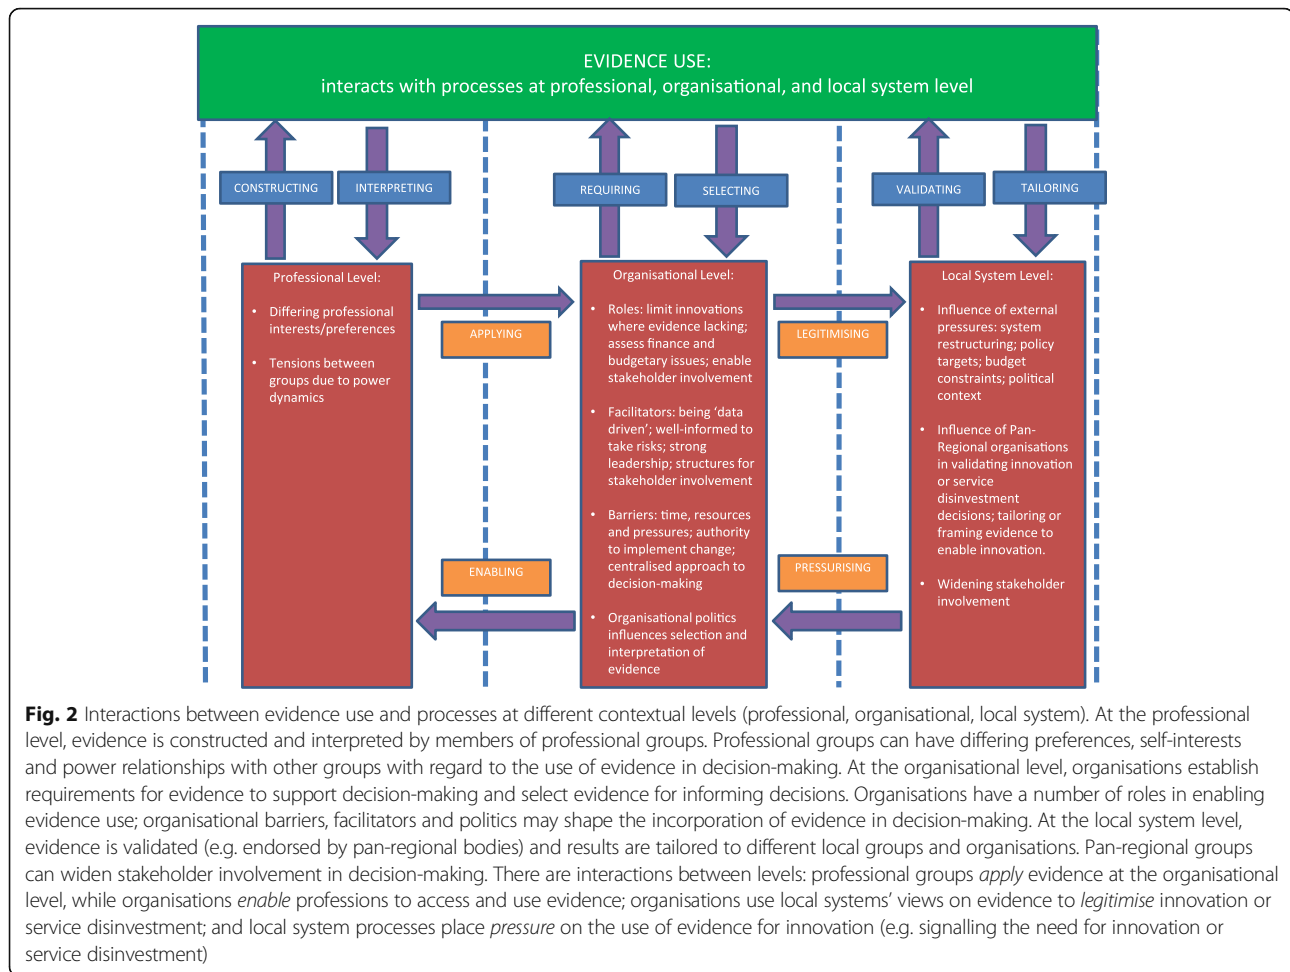 EVIDENCE USE:
interacts with processes at professional, organisational, and local system level
CONSTRUCTING
INTERPRETING
REQUIRING
SELECTING
VALIDATING
TAILORING
Professional Level:
• Differing professional
interests/preferences
• Tensions between
groups due to power
dynamics
APPLYING
ENABLING
Organisational Level:
• Roles: limit innovations
where evidence lacking;
assess finance and
budgetary issues; enable
stakeholder involvement
• Facilitators: being ‘data
driven’; well-informed to
take risks; strong
leadership; structures for
stakeholder involvement
• Barriers: time, resources
and pressures; authority
to implement change;
centralised approach to
decision-making
• Organisational politics
influences selection and
interpretation of
evidence
LEGITIMISING
PRESSURISING
Local System Level:
• Influence of external
pressures: system
restructuring; policy
targets; budget
constraints; political
context
• Influence of Pan-
Regional organisations
in validating innovation
or service
disinvestment
decisions; tailoring or
framing evidence to
enable innovation.
• Widening stakeholder
involvement
Fig. 2 Interactions between evidence use and processes at different contextual levels (professional, organisational, local system). At the professional
level, evidence is constructed and interpreted by members of professional groups. Professional groups can have differing preferences, self-interests
and power relationships with other groups with regard to the use of evidence in decision-making. At the organisational level, organisations establish
requirements for evidence to support decision-making and select evidence for informing decisions. Organisations have a number of roles in enabling
evidence use; organisational barriers, facilitators and politics may shape the incorporation of evidence in decision-making. At the local system level,
evidence is validated (e.g. endorsed by pan-regional bodies) and results are tailored to different local groups and organisations. Pan-regional groups
can widen stakeholder involvement in decision-making. There are interactions between levels: professional groups apply evidence at the organisational
level, while organisations enable professions to access and use evidence; organisations use local systems’ views on evidence to legitimise innovation or
service disinvestment; and local system processes place pressure on the use of evidence for innovation (e.g. signalling the need for innovation or
service disinvestment)